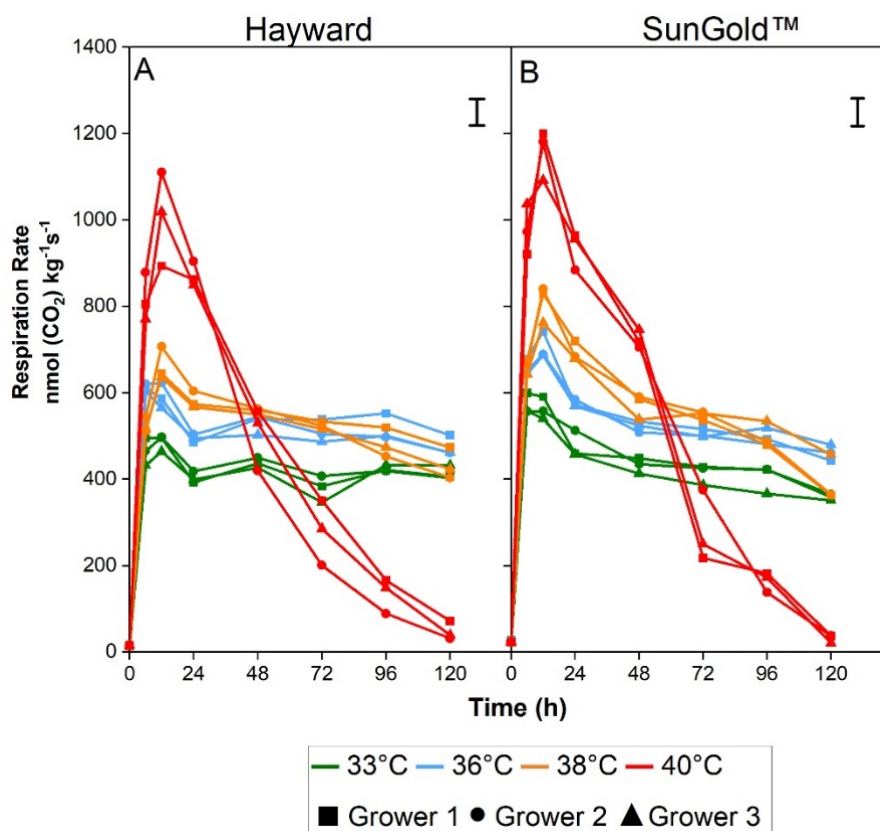 Hayward SunGold™
A B
1400
1200
1000
800
600
400
200
0
Respiration Rate
nmol (CO₂) kg⁻¹s⁻¹
0 24 48 72 96 120 0 24 48 72 96 120
Time (h)
33°C 36°C 38°C 40°C
Grower 1 Grower 2 Grower 3